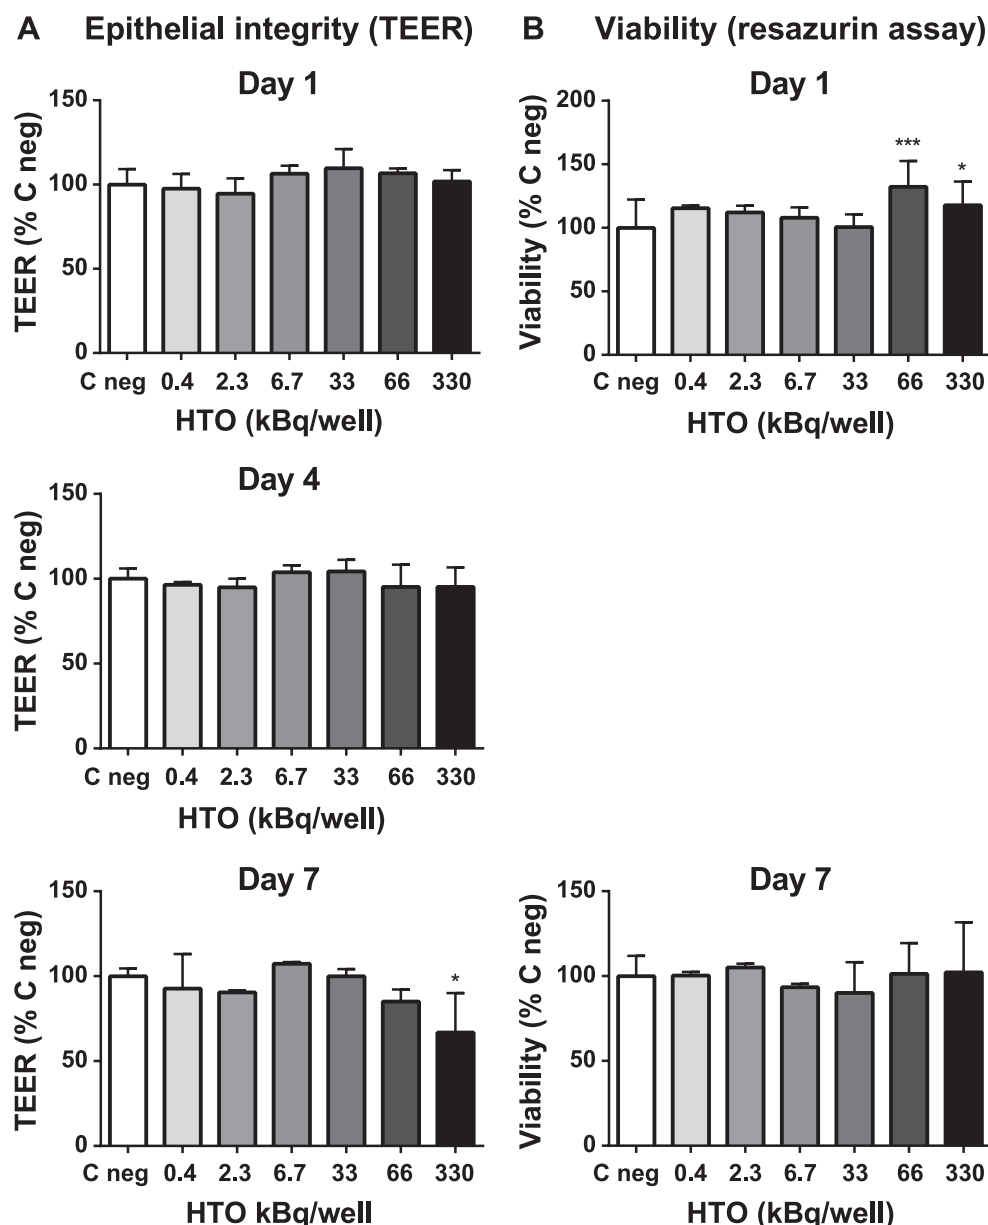 A Epithelial integrity (TEER)
Day 1
TEER (% C neg)
150
100
50
0
C neg 0.4 2.3 6.7 33 66 330
HTO (kBq/well)
Day 4
TEER (% C neg)
150
100
50
0
C neg 0.4 2.3 6.7 33 66 330
HTO (kBq/well)
Day 7
TEER (% C neg)
150
100
50
0
*
C neg 0.4 2.3 6.7 33 66 330
HTO kBq/well
B Viability (resazurin assay)
Day 1
Viability (% C neg)
200
150
100
50
0
***
*
C neg 0.4 2.3 6.7 33 66 330
HTO (kBq/well)
Day 7
Viability (% C neg)
150
100
50
0
C neg 0.4 2.3 6.7 33 66 330
HTO (kBq/well)